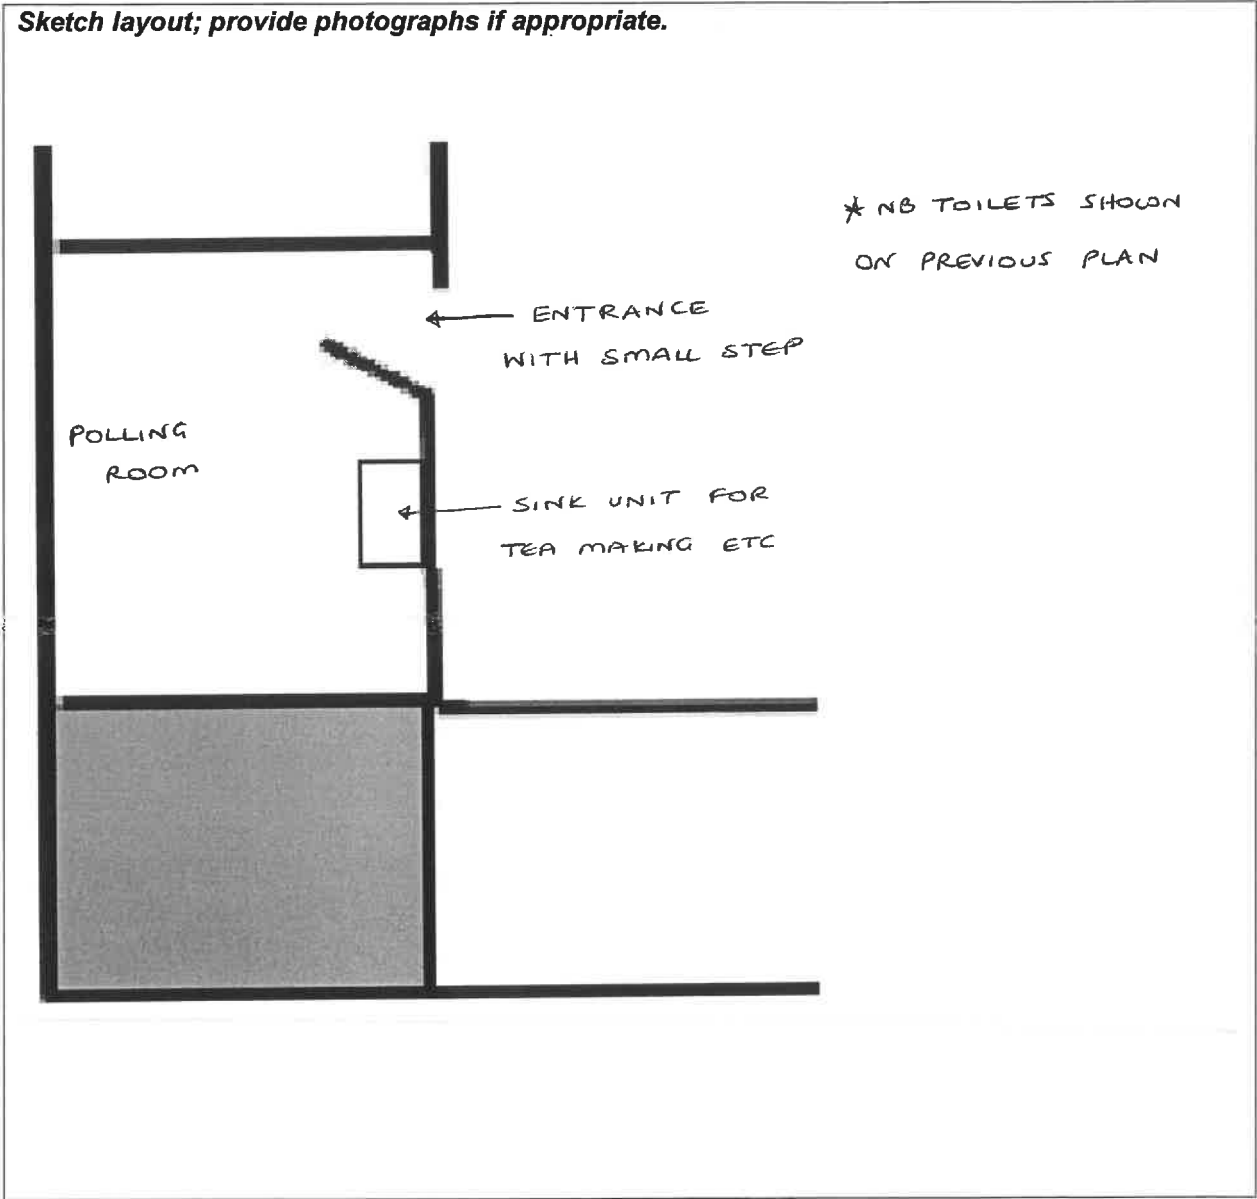 Sketch layout; provide photographs if appropriate.
* NB TOILETS SHOWN
ON PREVIOUS PLAN
ENTRANCE
WITH SMALL STEP
POLLING
ROOM
SINK UNIT FOR
TEA MAKING ETC